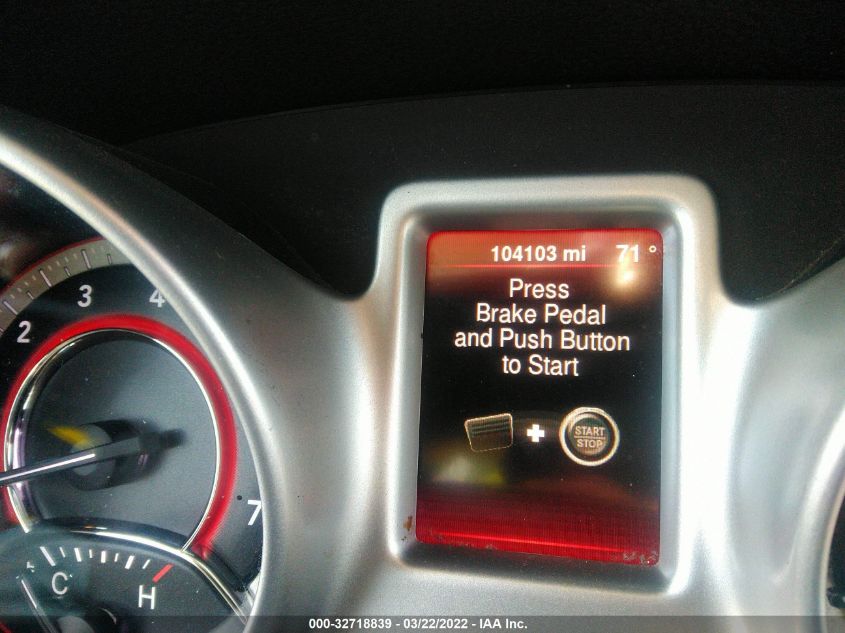 104103 mi 71°
Press
Brake Pedal
and Push Button
to Start
+
START
STOP
2
3
4
7
C
H
000-32718839 - 03/22/2022 - IAA Inc.